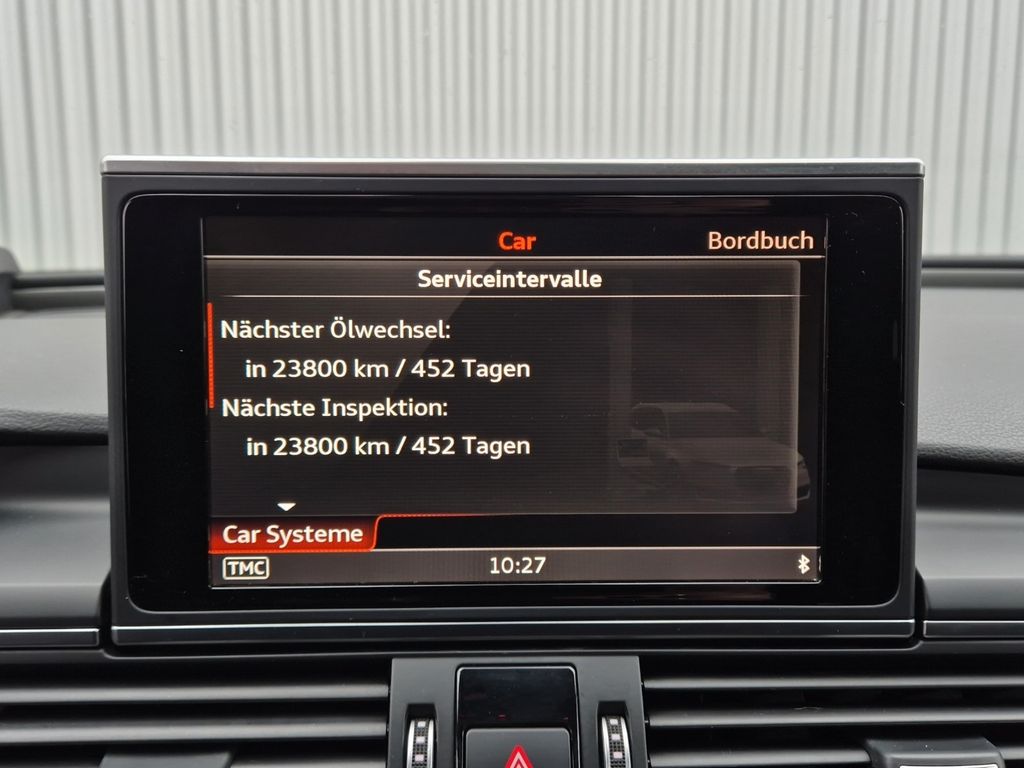 Car Bordbuch
Serviceintervalle
Nächster Ölwechsel:
in 23800 km / 452 Tagen
Nächste Inspektion:
in 23800 km / 452 Tagen
Car Systeme
TMC 10:27